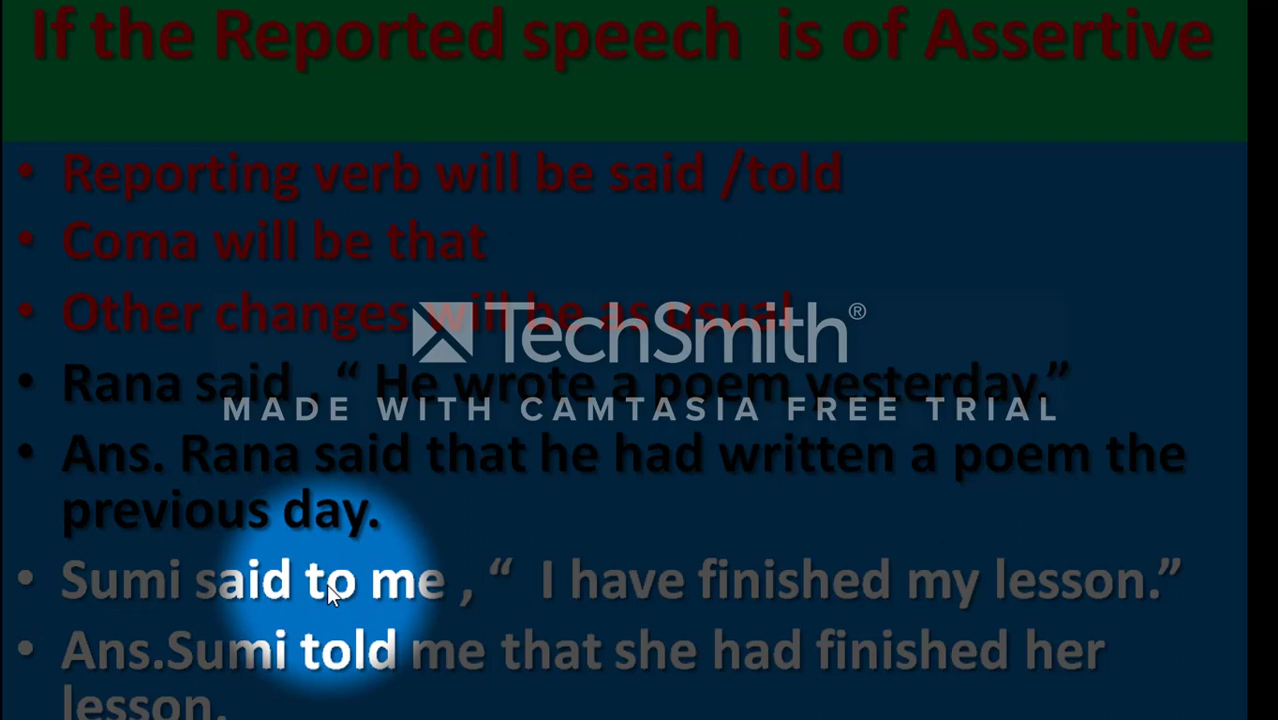 If the Reported speech is of Assertive
• Reporting verb will be said /told
• Coma will be that
• Other changes will be as usual
TechSmith®
• Rana said , “ He wrote a poem yesterday.”
MADE WITH CAMTASIA FREE TRIAL
• Ans. Rana said that he had written a poem the
previous day.
• Sumi said to me , “ I have finished my lesson.”
• Ans.Sumi told me that she had finished her
lesson.